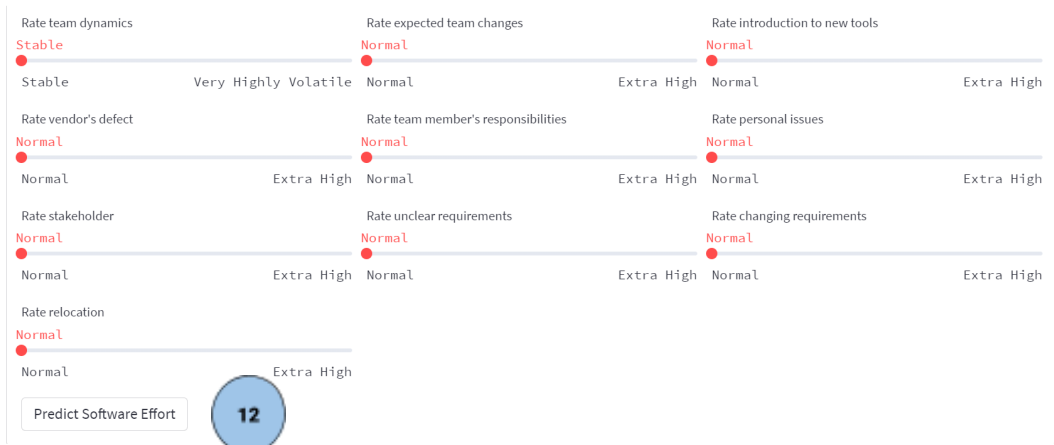 Rate team dynamics Rate expected team changes Rate introduction to new tools
Stable Normal Normal
Stable Very Highly Volatile Normal Extra High Normal Extra High
Rate vendor's defect Rate team member's responsibilities Rate personal issues
Normal Normal Normal
Normal Extra High Normal Extra High Normal Extra High
Rate stakeholder Rate unclear requirements Rate changing requirements
Normal Normal Normal
Normal Extra High Normal Extra High Normal Extra High
Rate relocation
Normal
Normal Extra High
Predict Software Effort 12